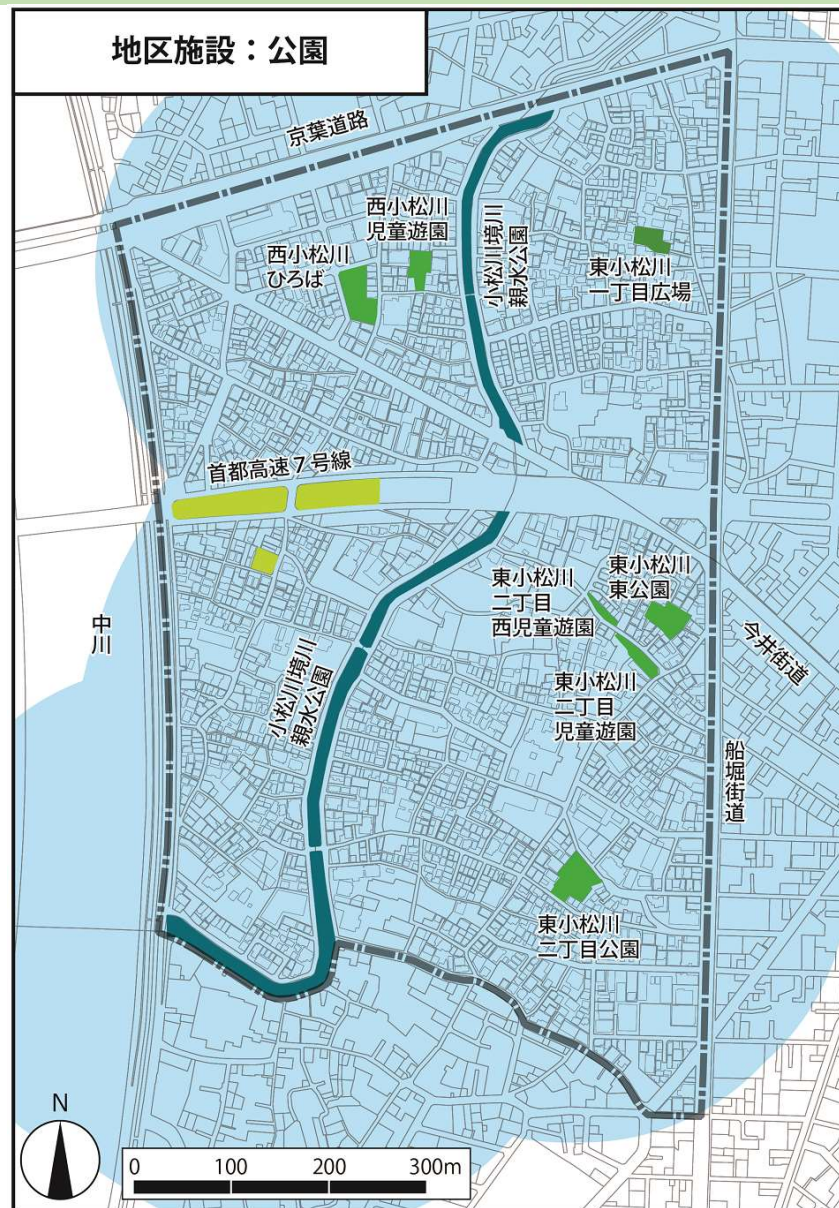 地区施設：公園
京葉道路
西小松川
児童遊園
西小松川
ひろば
小松川境川
親水公園
東小松川
一丁目広場
首都高速７号線
東小松川
二丁目
西児童遊園
東小松川
東公園
今井街道
中川
小松川境川
親水公園
東小松川
二丁目
児童遊園
船堀街道
東小松川
二丁目公園
N
0 100 200 300m